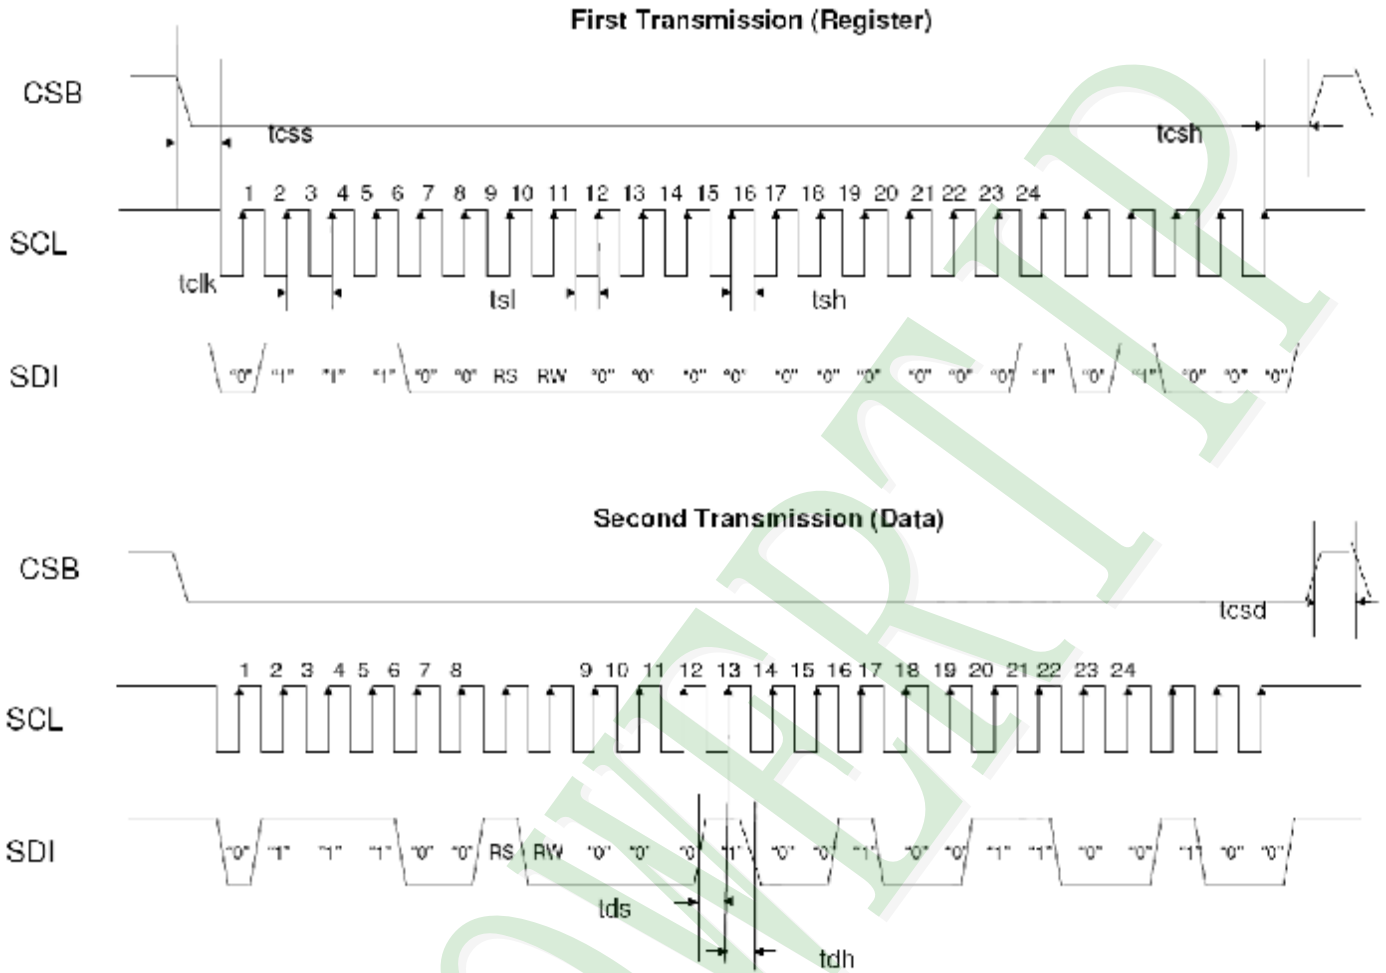 First Transmission (Register)
CSB
tcss
tcsh
1 2 3 4 5 6 7 8 9 10 11 12 13 14 15 16 17 18 19 20 21 22 23 24
SCL
tclk
tsl
tsh
SDI
"0" "1" "1" "1" "0" "0" RS RW "0" "0" "0" "0" "0" "0" "0" "0" "0" "0" "1" "0" "1" "0" "0" "0"
Second Transmission (Data)
CSB
tcsd
1 2 3 4 5 6 7 8 9 10 11 12 13 14 15 16 17 18 19 20 21 22 23 24
SCL
SDI
"0" "1" "1" "1" "0" "0" RS RW "0" "0" "0" "1" "0" "0" "1" "0" "0" "1" "1" "0" "0" "1" "0" "0"
tds
tdh
OWERTIP